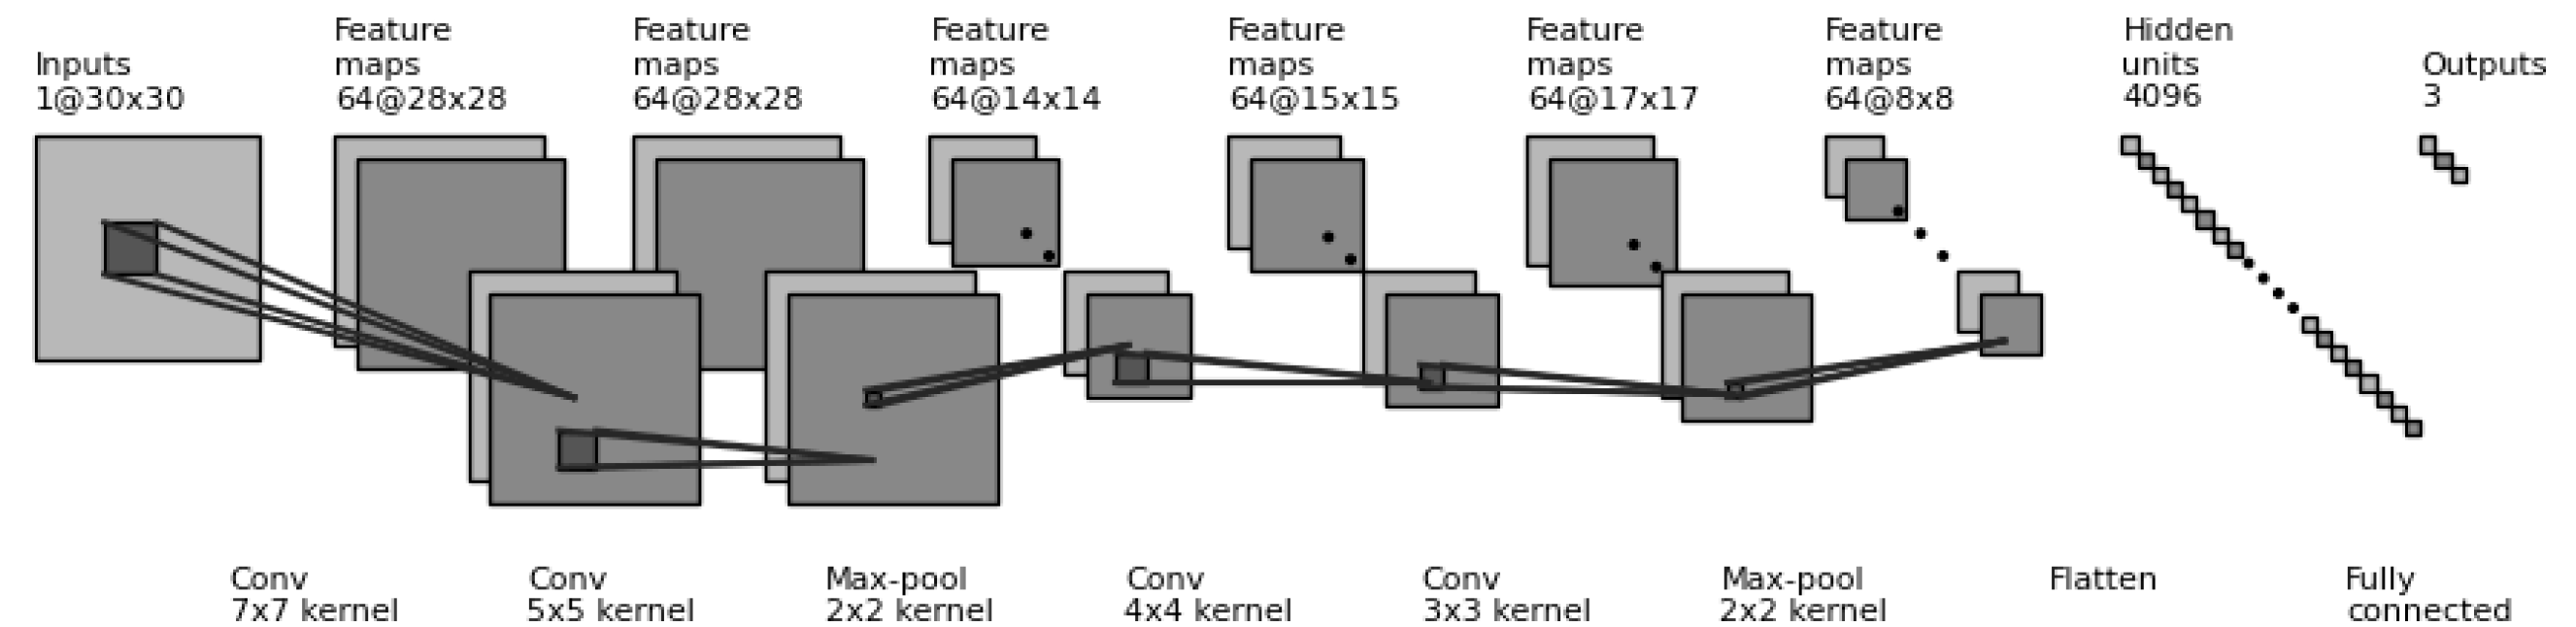 Inputs
1@30x30
Feature
maps
64@28x28
Feature
maps
64@28x28
Feature
maps
64@14x14
Feature
maps
64@15x15
Feature
maps
64@17x17
Feature
maps
64@8x8
Hidden
units
4096
Outputs
3
Conv
7x7 kernel
Conv
5x5 kernel
Max-pool
2x2 kernel
Conv
4x4 kernel
Conv
3x3 kernel
Max-pool
2x2 kernel
Flatten
Fully
connected